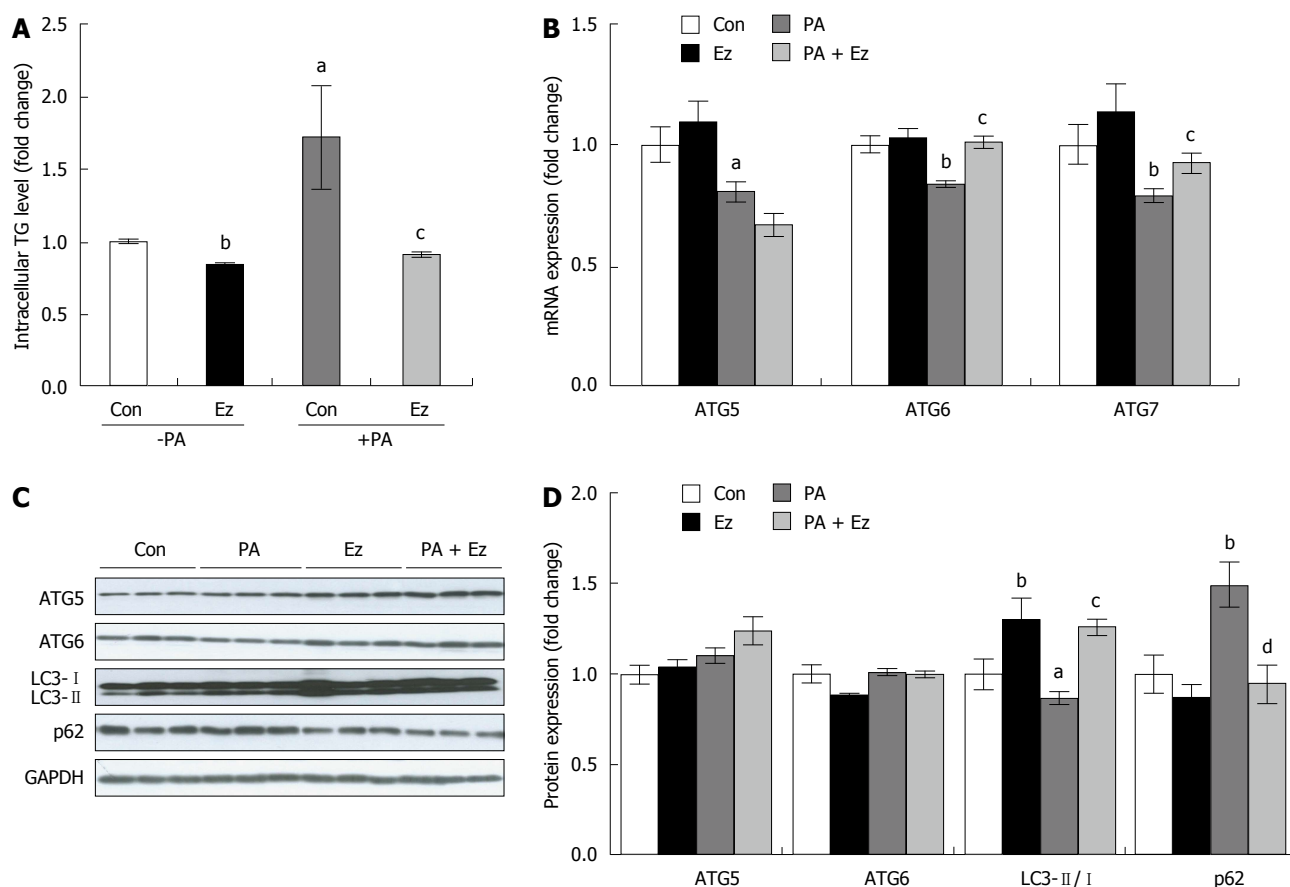 A
Intracellular TG level (fold change)
2.5
2.0
1.5
1.0
0.5
0.0
a
b
c
Con Ez Con Ez
-PA +PA
B
mRNA expression (fold change)
Con PA
Ez PA + Ez
1.5
1.0
0.5
0.0
a
b c
b c
ATG5 ATG6 ATG7
C
Con PA Ez PA + Ez
ATG5
ATG6
LC3-Ⅰ
LC3-Ⅱ
p62
GAPDH
D
Protein expression (fold change)
Con PA
Ez PA + Ez
2.0
1.5
1.0
0.5
0.0
b a c
b d
ATG5 ATG6 LC3-Ⅱ/Ⅰ p62